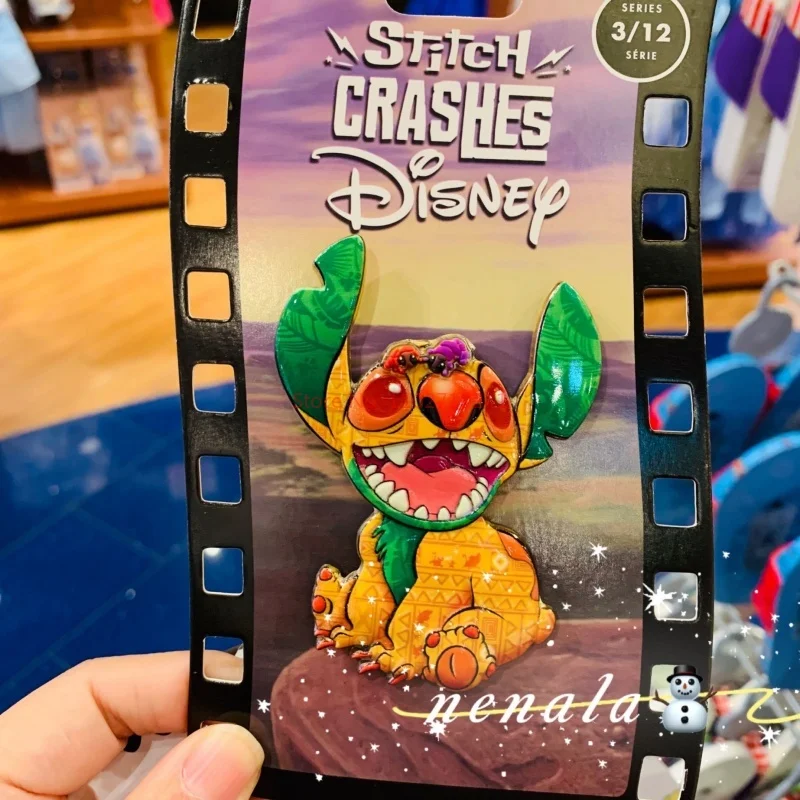 SERIES
3/12
SÉRIE
STITCH
CRASHES
DISNEY
nenala